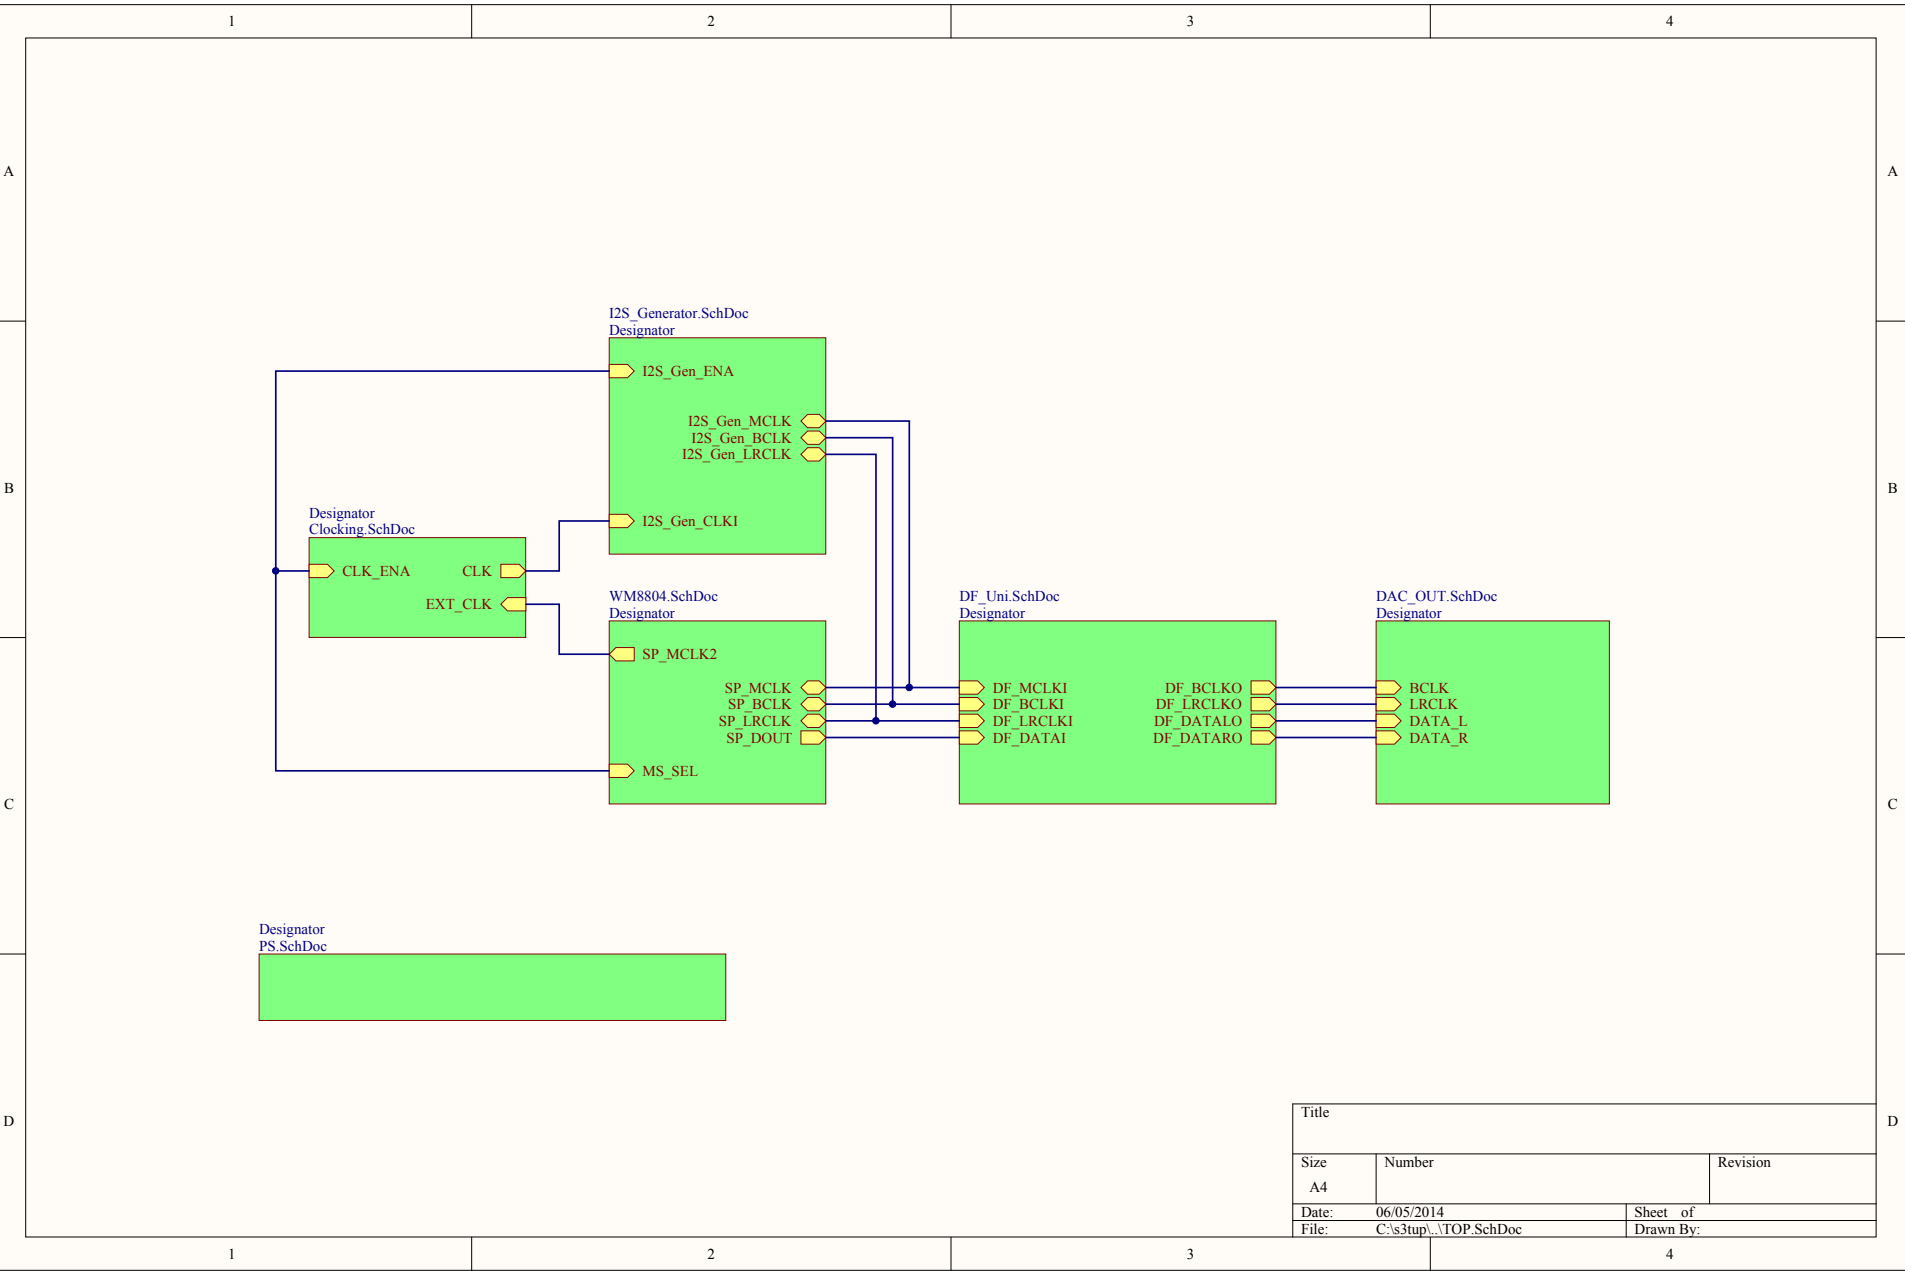 1 2 3 4
A A
I2S_Generator.SchDoc
Designator
I2S_Gen_ENA
I2S_Gen_MCLK
I2S_Gen_BCLK
I2S_Gen_LRCLK
I2S_Gen_CLKI
B B
Designator
Clocking.SchDoc
CLK_ENA CLK
EXT_CLK
WM8804.SchDoc
Designator
SP_MCLK2
SP_MCLK
SP_BCLK
SP_LRCLK
SP_DOUT
MS_SEL
DF_Uni.SchDoc
Designator
DF_MCLKI DF_BCLKO
DF_BCLKI DF_LRCLKO
DF_LRCLKI DF_DATALO
DF_DATAI DF_DATARO
DAC_OUT.SchDoc
Designator
BCLK
LRCLK
DATA_L
DATA_R
C C
Designator
PS.SchDoc
D D
Title
Size Number Revision
A4
Date: 06/05/2014 Sheet of
File: C:\s3tup\..\TOP.SchDoc Drawn By:
1 2 3 4